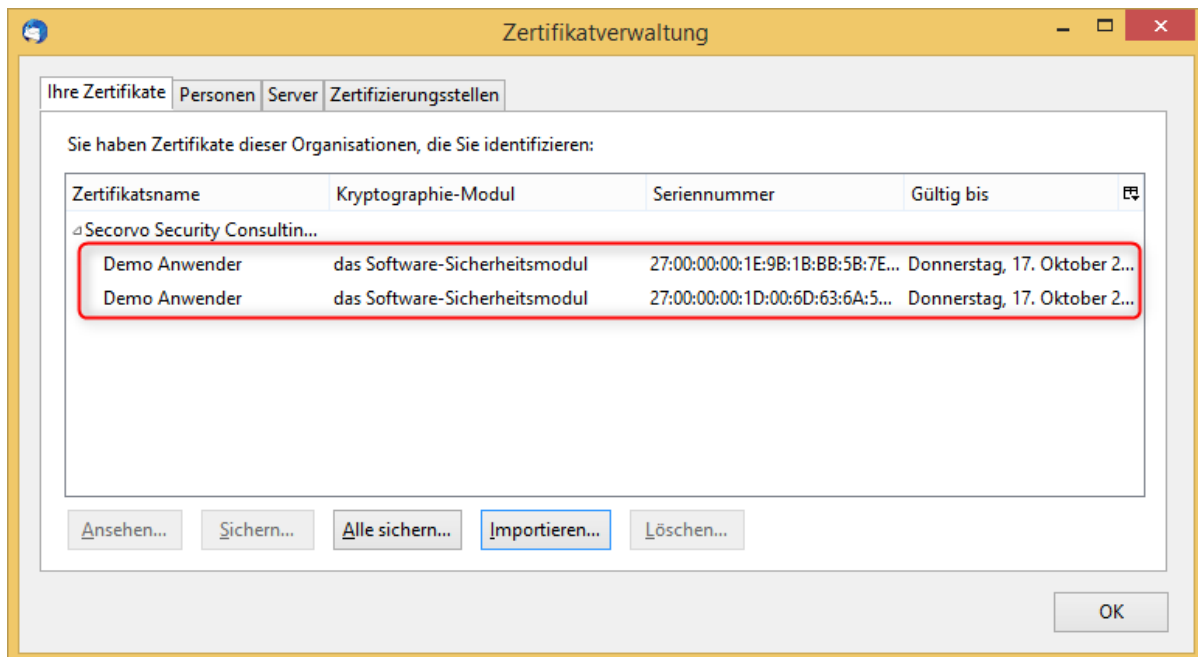 Zertifikatverwaltung
Ihre Zertifikate Personen Server Zertifizierungsstellen
Sie haben Zertifikate dieser Organisationen, die Sie identifizieren:
Zertifikatsname Kryptographie-Modul Seriennummer Gültig bis
Secorvo Security Consultin...
Demo Anwender das Software-Sicherheitsmodul 27:00:00:00:1E:9B:1B:BB:5B:7E... Donnerstag, 17. Oktober 2...
Demo Anwender das Software-Sicherheitsmodul 27:00:00:00:1D:00:6D:63:6A:5... Donnerstag, 17. Oktober 2...
Ansehen... Sichern... Alle sichern... Importieren... Löschen...
OK